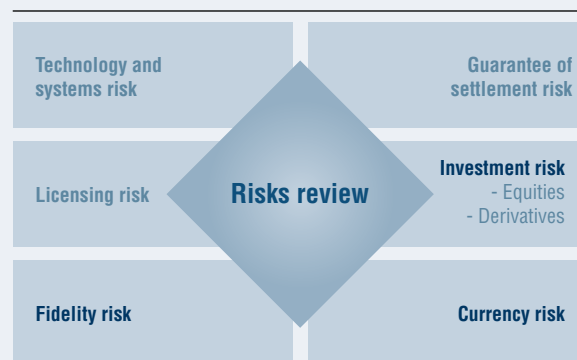 Technology and
systems risk
Guarantee of
settlement risk
Licensing risk
Risks review
Investment risk
- Equities
- Derivatives
Fidelity risk
Currency risk